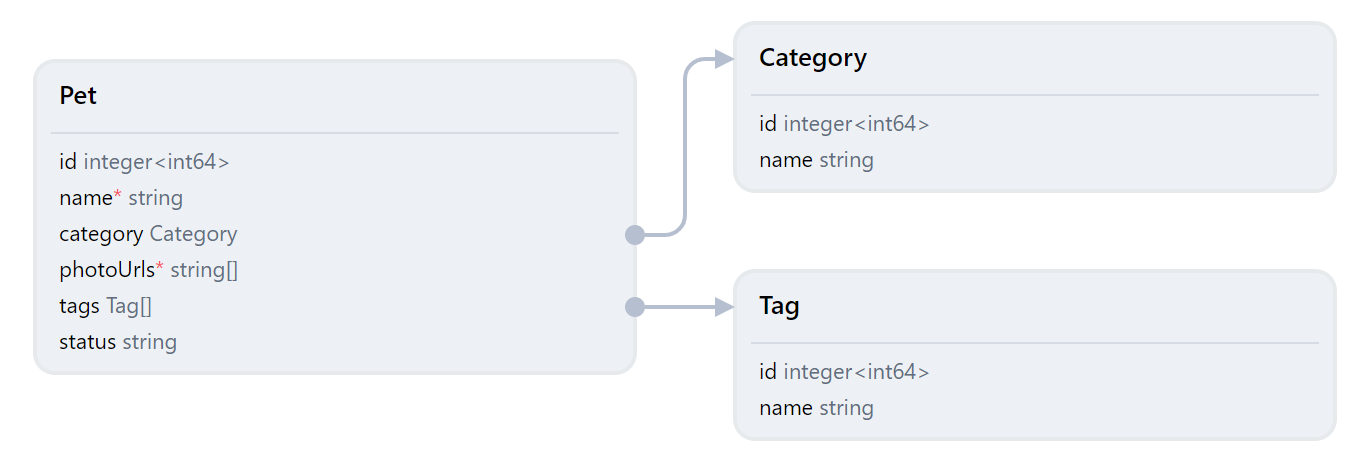 Pet
id integer<int64>
name* string
category Category
photoUrls* string[]
tags Tag[]
status string
Category
id integer<int64>
name string
Tag
id integer<int64>
name string